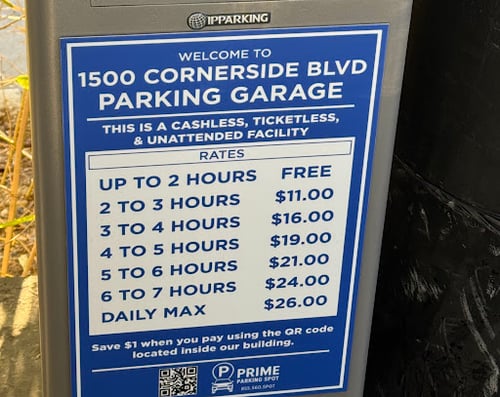 IPPARKING
WELCOME TO
1500 CORNERSIDE BLVD
PARKING GARAGE
THIS IS A CASHLESS, TICKETLESS,
& UNATTENDED FACILITY
RATES
UP TO 2 HOURS FREE
2 TO 3 HOURS $11.00
3 TO 4 HOURS $16.00
4 TO 5 HOURS $19.00
5 TO 6 HOURS $21.00
6 TO 7 HOURS $24.00
DAILY MAX $26.00
Save $1 when you pay using the QR code
located inside our building.
P PRIME
PARKING SPOT
855.560.SPOT